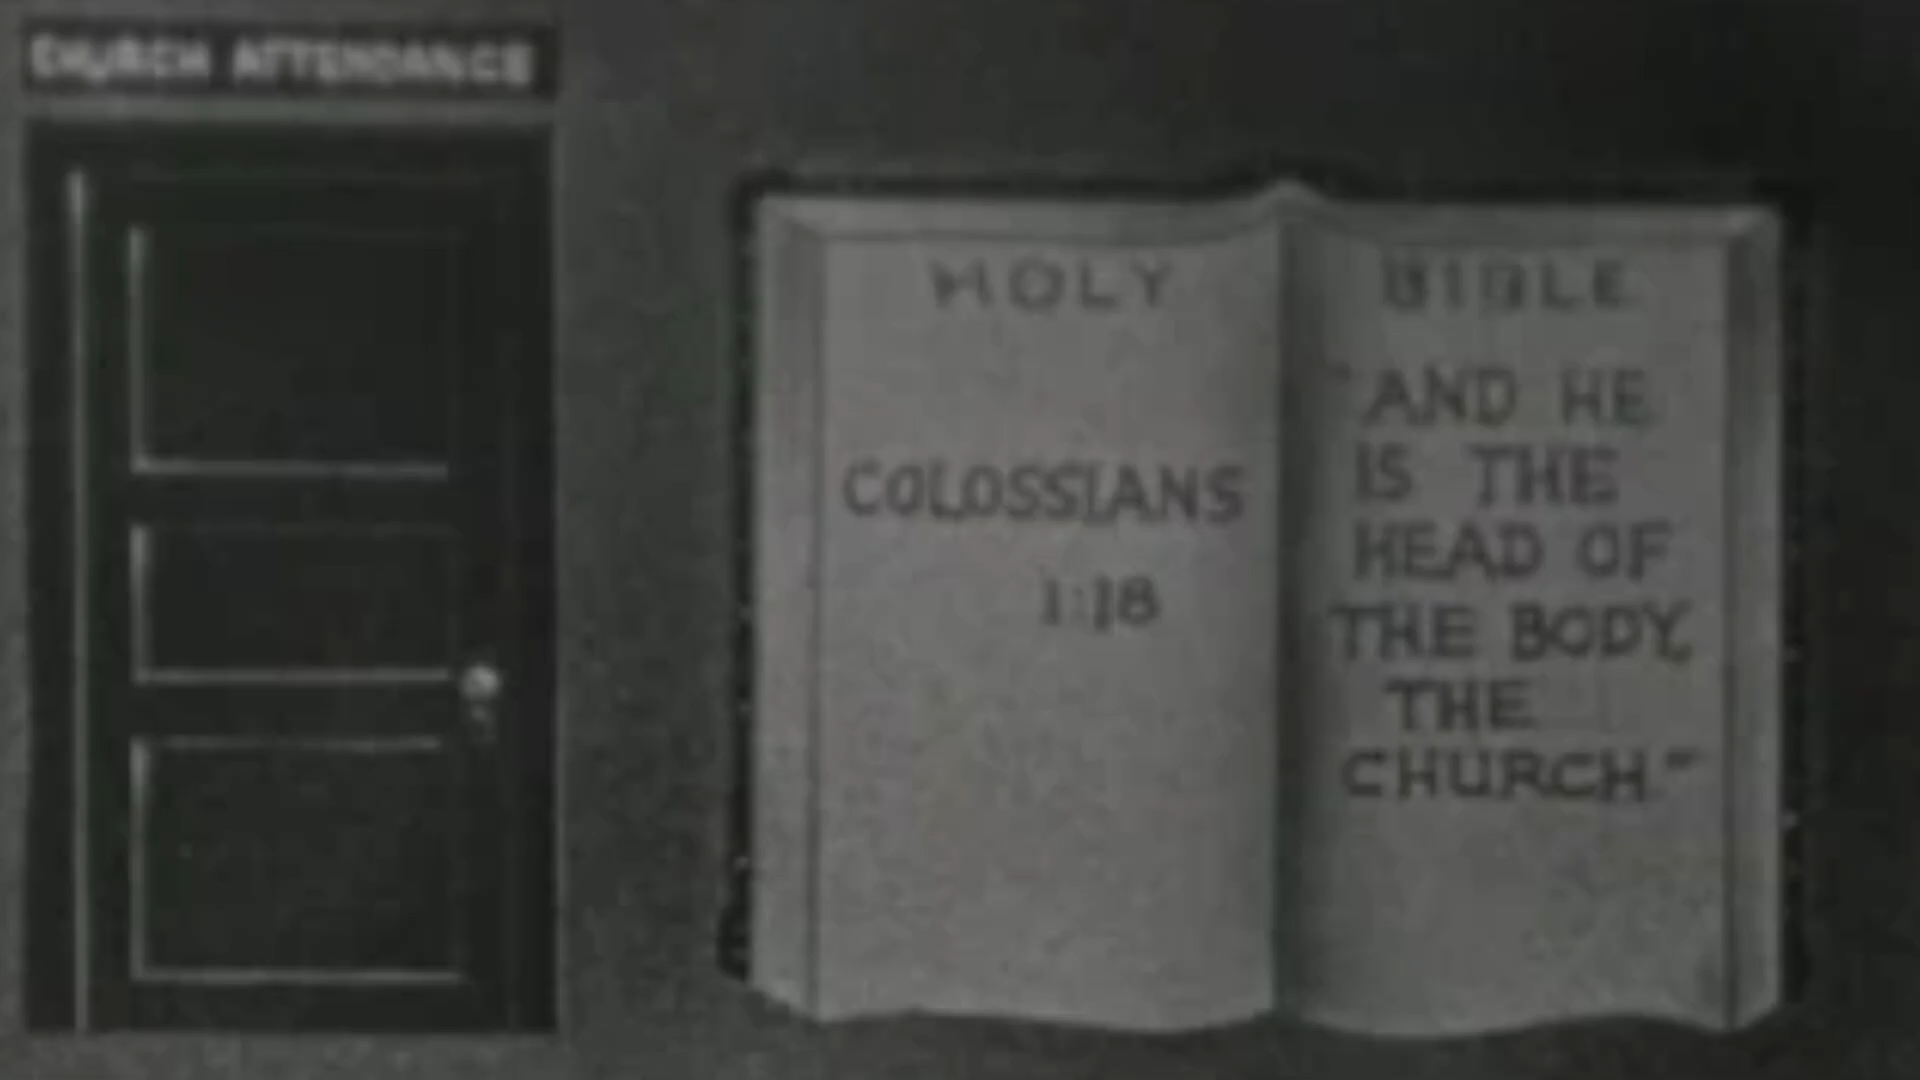 CHURCH ATTENDANCE
HOLY BIBLE
COLOSSIANS
1:18
"AND HE
IS THE
HEAD OF
THE BODY,
THE
CHURCH."